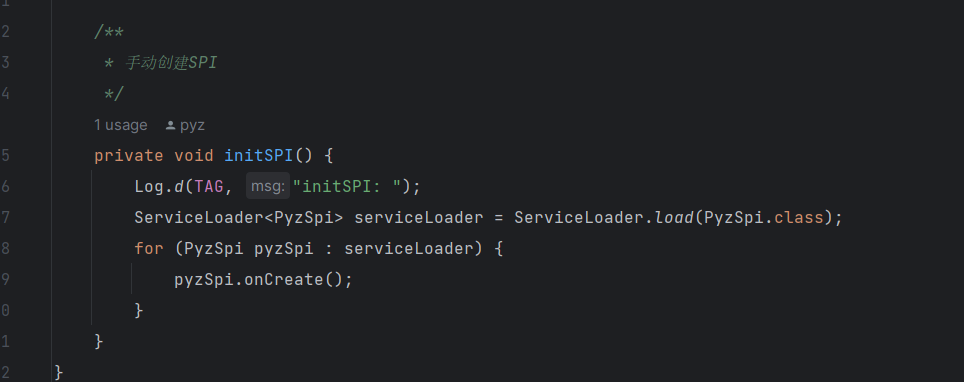 1
2 /**
3 * 手动创建SPI
4 */
1 usage pyz
5 private void initSPI() {
6 Log.d(TAG, msg: "initSPI: ");
7 ServiceLoader<PyzSpi> serviceLoader = ServiceLoader.load(PyzSpi.class);
8 for (PyzSpi pyzSpi : serviceLoader) {
9 pyzSpi.onCreate();
0 }
1 }
2 }